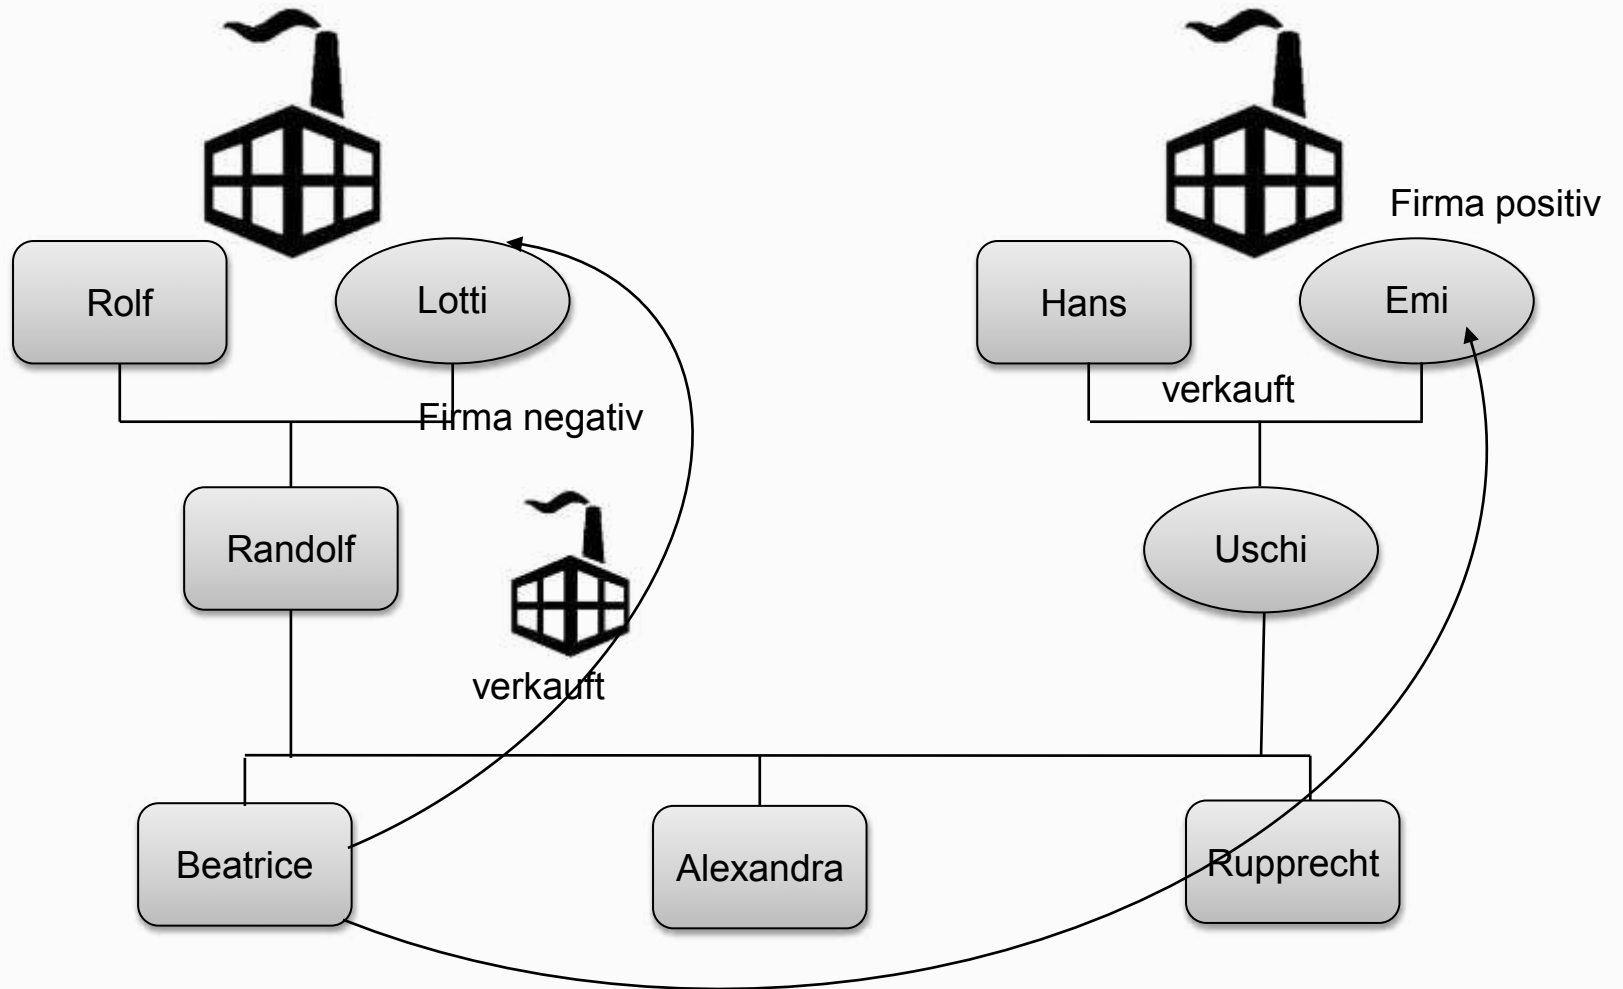 Firma positiv
Rolf
Lotti
Hans
Emi
verkauft
Firma negativ
Randolf
Uschi
verkauft
Beatrice
Alexandra
Rupprecht